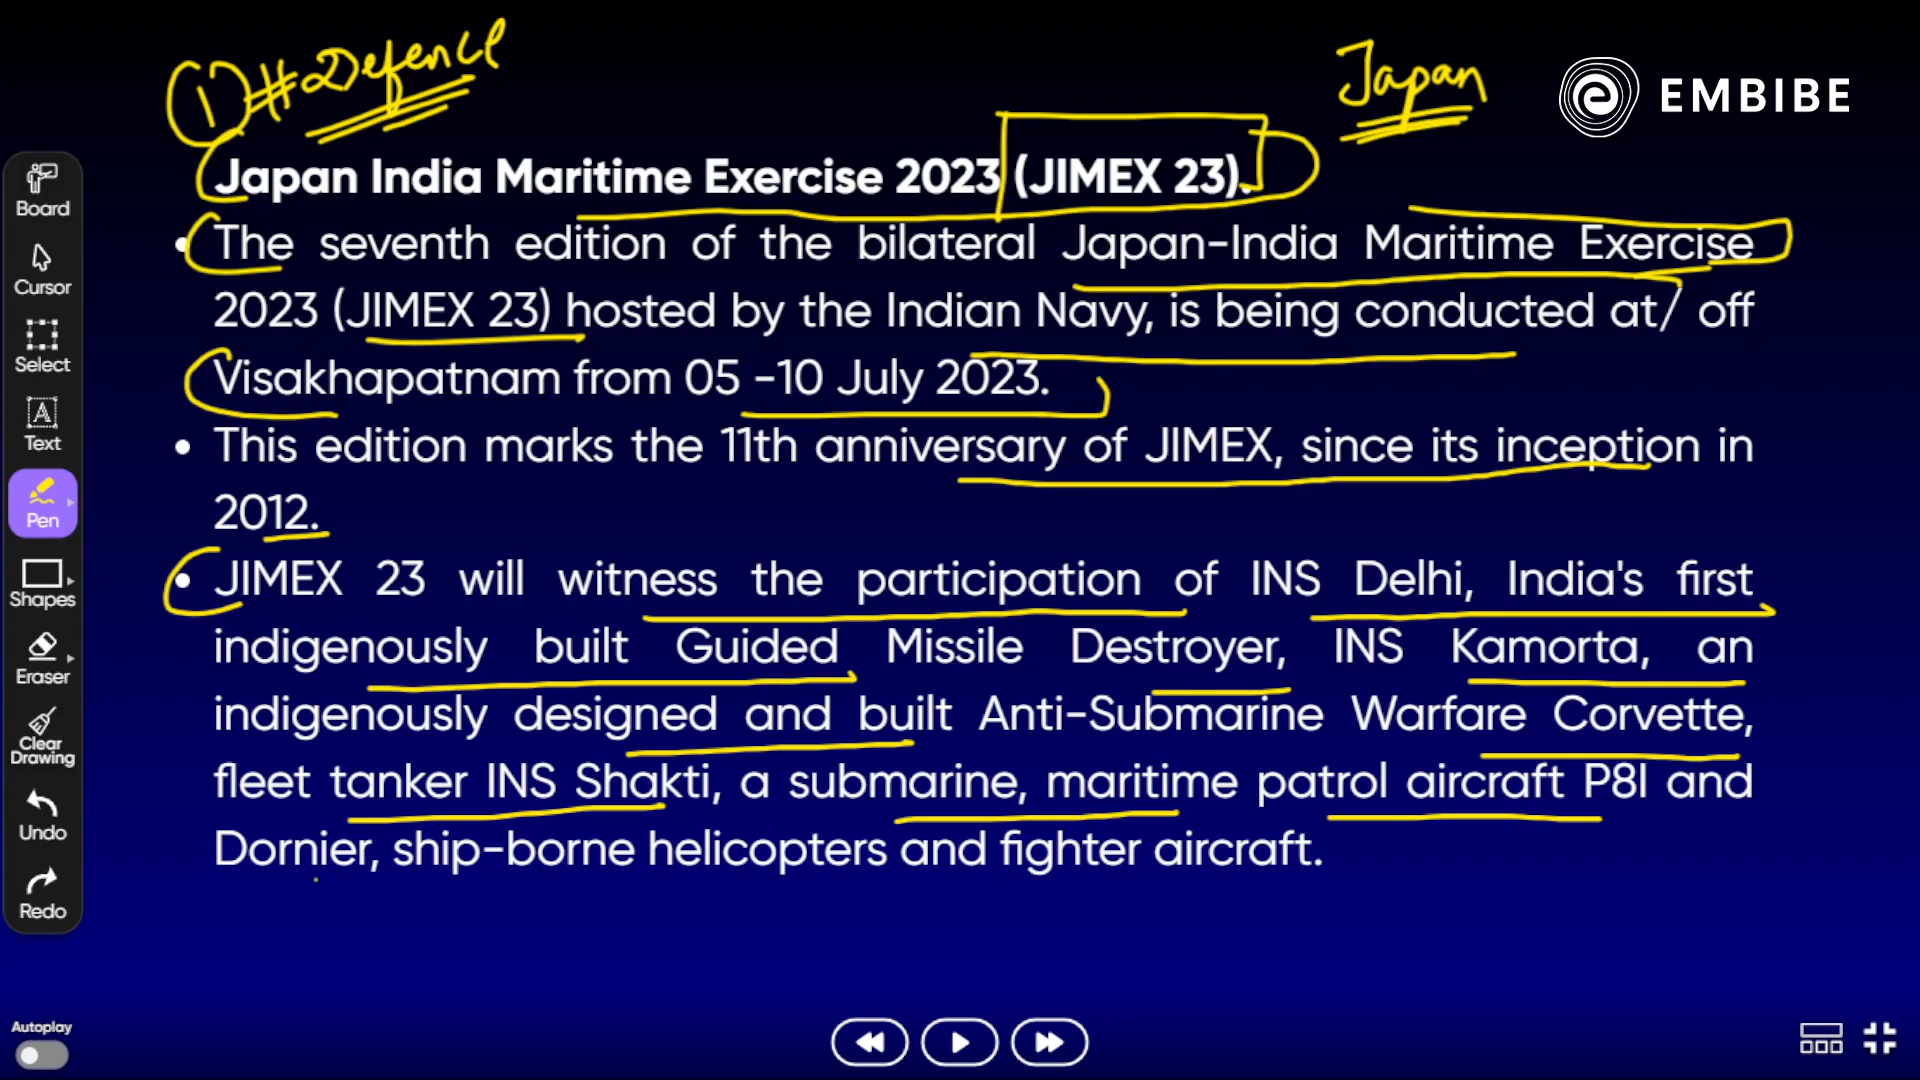 ① #Defence
Japan
EMBIBE
Japan India Maritime Exercise 2023 (JIMEX 23).
• The seventh edition of the bilateral Japan-India Maritime Exercise
2023 (JIMEX 23) hosted by the Indian Navy, is being conducted at/ off
Visakhapatnam from 05 -10 July 2023.
• This edition marks the 11th anniversary of JIMEX, since its inception in
2012.
• JIMEX 23 will witness the participation of INS Delhi, India's first
indigenously built Guided Missile Destroyer, INS Kamorta, an
indigenously designed and built Anti-Submarine Warfare Corvette,
fleet tanker INS Shakti, a submarine, maritime patrol aircraft P8I and
Dornier, ship-borne helicopters and fighter aircraft.
Board
Cursor
Select
A
Text
Pen
Shapes
Eraser
Clear
Drawing
Undo
Redo
Autoplay